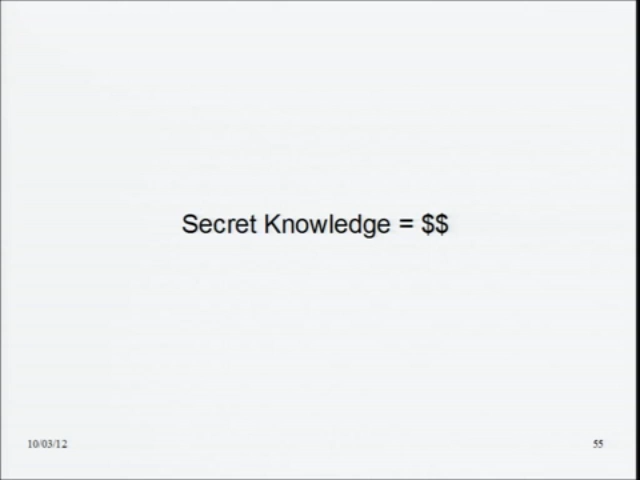 Secret Knowledge = $$
10/03/12
55